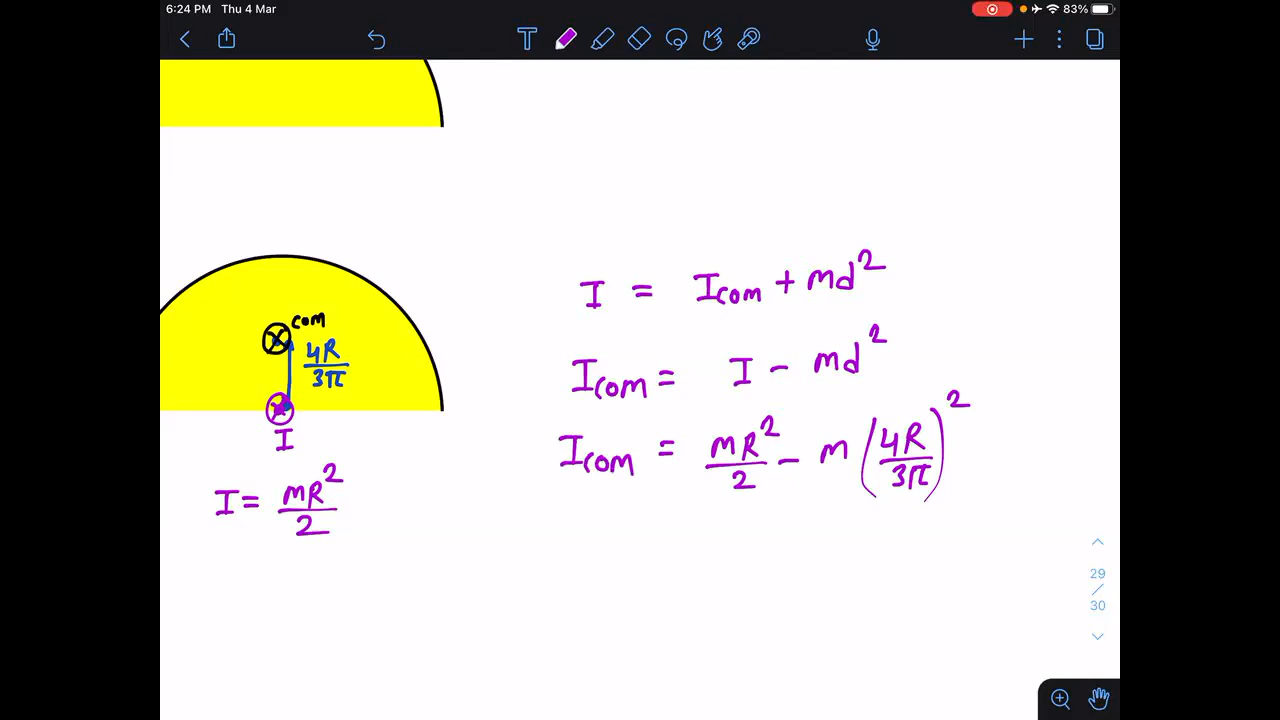 6:24 PM Thu 4 Mar
83%
T
com
4R/3π
I
I = mR²/2
I = Icom + md²
Icom = I - md²
Icom = mR²/2 - m(4R/3π)²
29
/
30